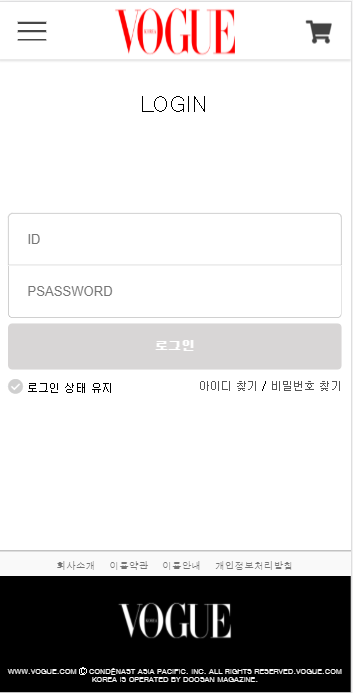 VOGUE
KOREA
LOGIN
ID
PSASSWORD
로그인
로그인 상태 유지
아이디 찾기 / 비밀번호 찾기
회사소개 이용약관 이용안내 개인정보처리방침
VOGUE
KOREA
WWW.VOGUE.COM © CONDĒNAST ASIA PACIFIC. INC. ALL RIGHTS RESERVED.VOGUE.COM
KOREA IS OPERATED BY DOOSAN MAGAZINE.